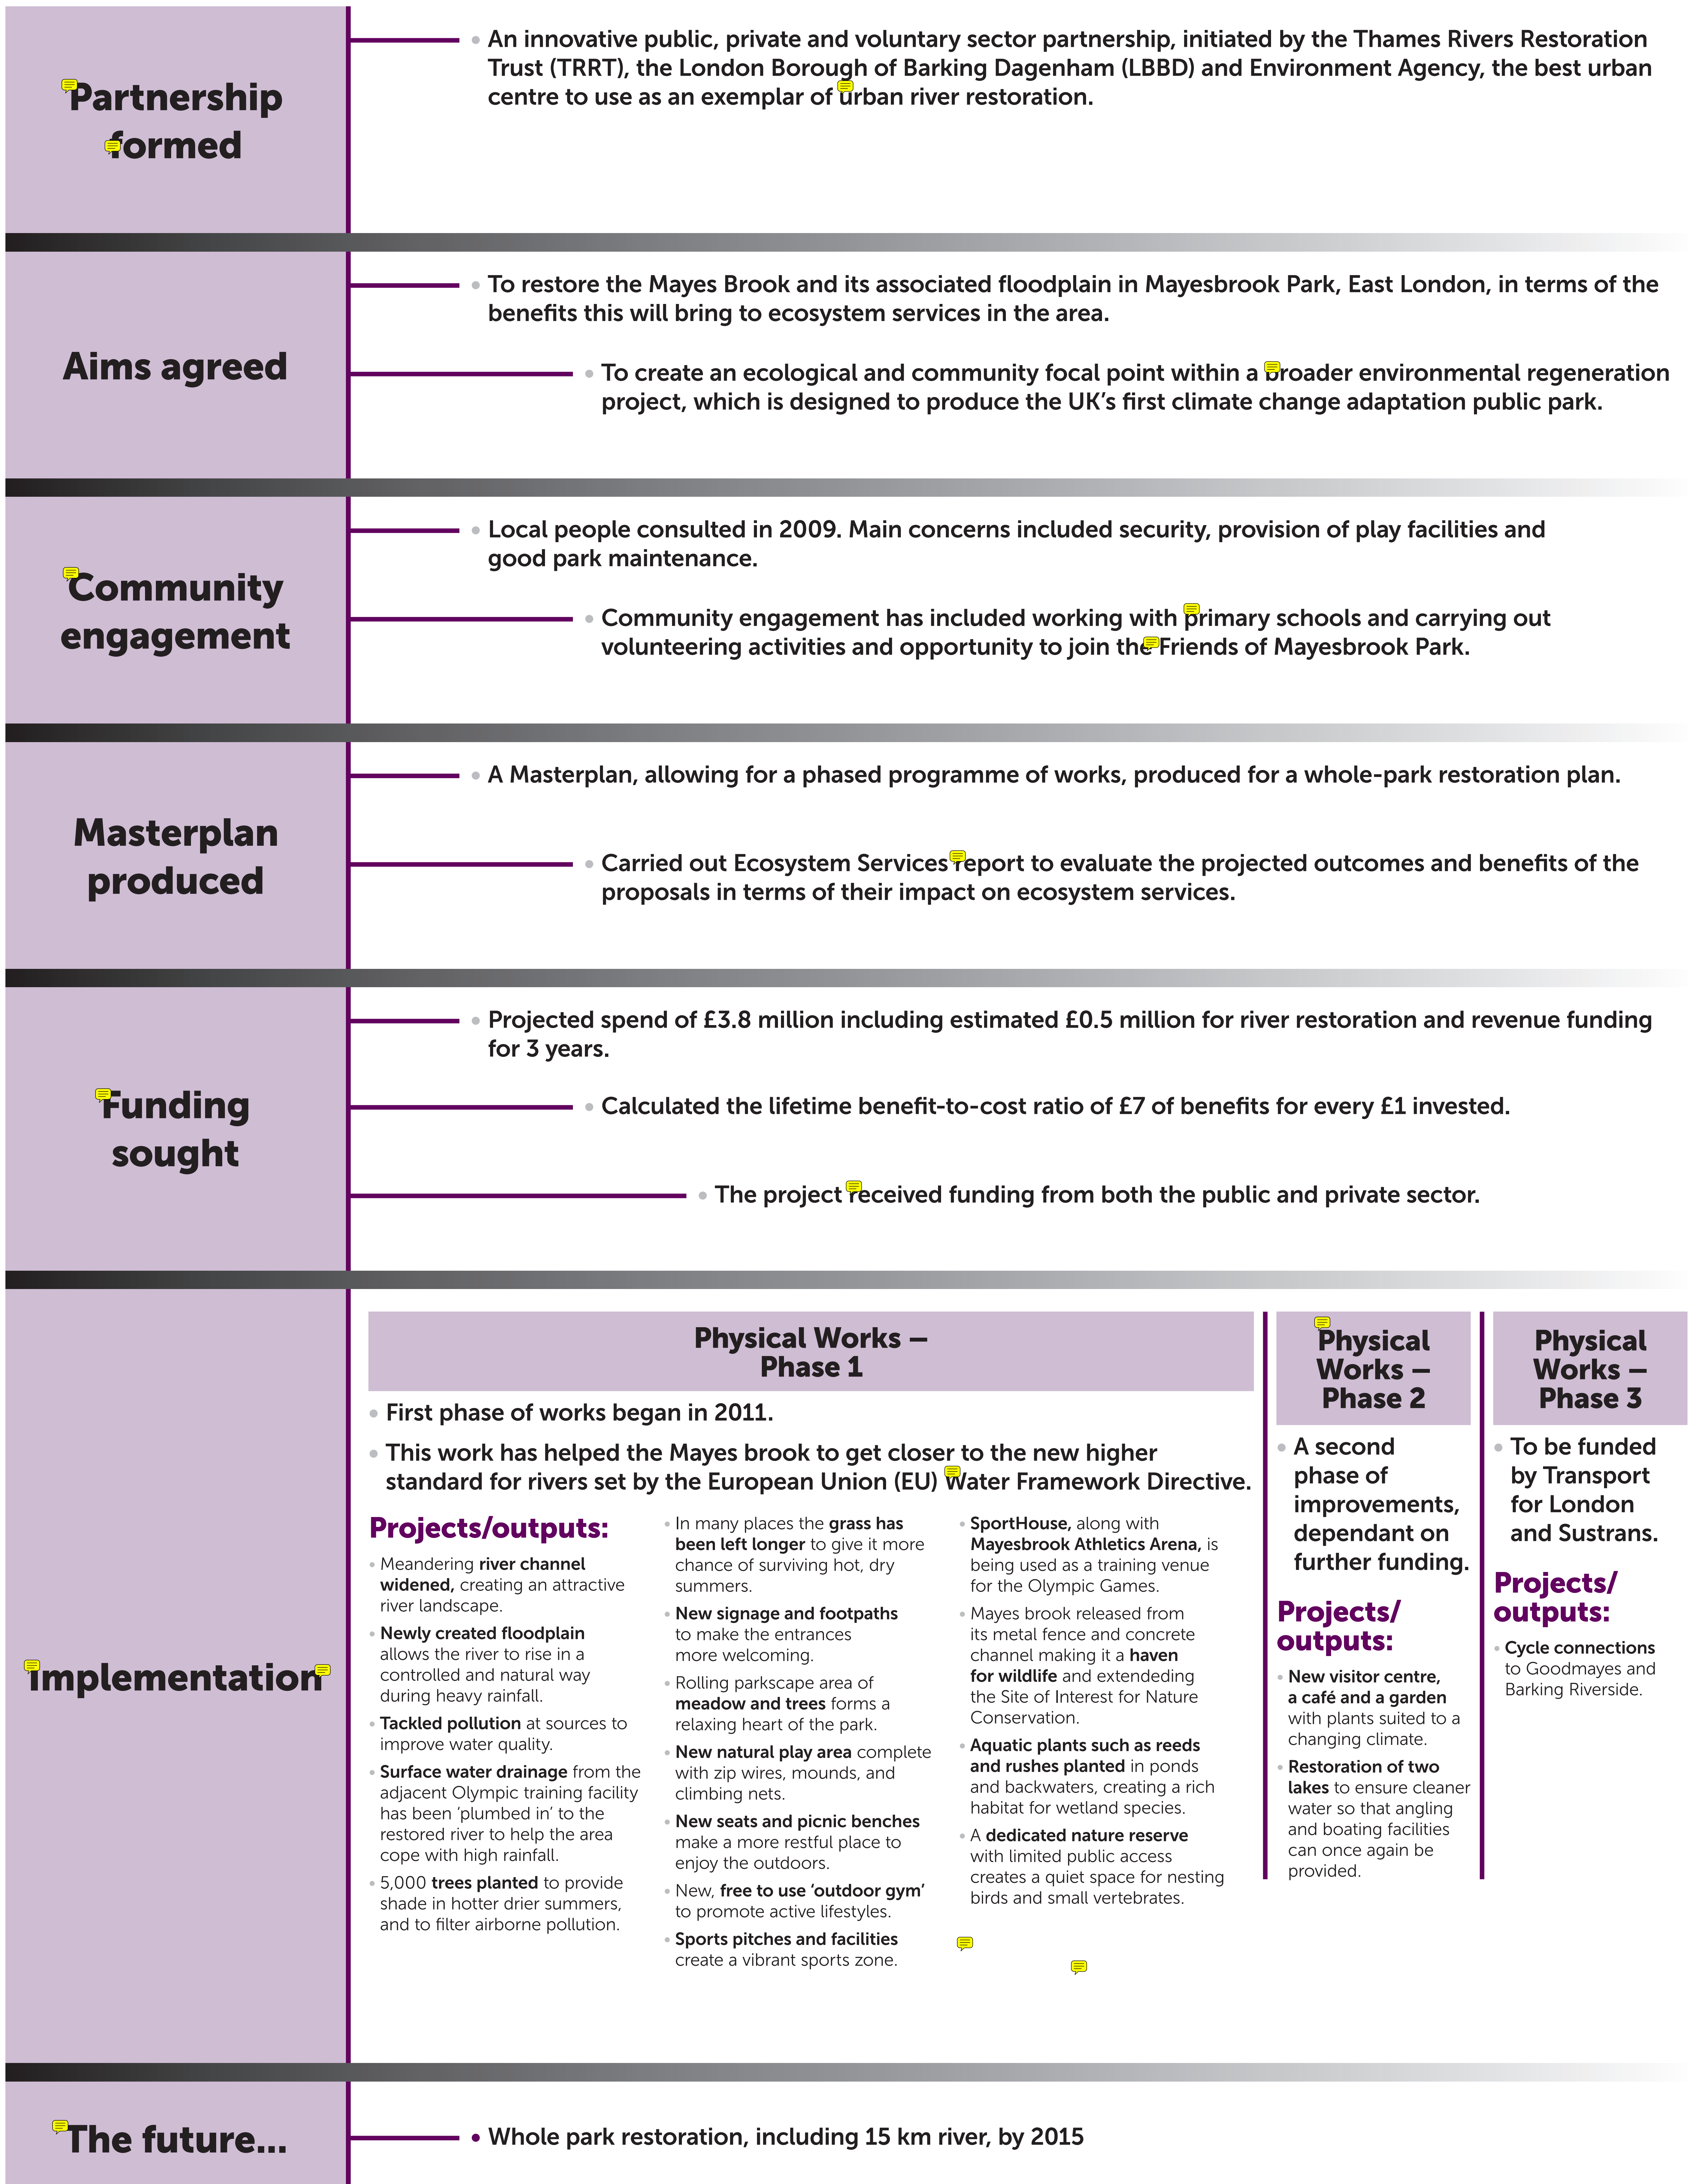 Partnership
formed
• An innovative public, private and voluntary sector partnership, initiated by the Thames Rivers Restoration
Trust (TRRT), the London Borough of Barking Dagenham (LBBD) and Environment Agency, the best urban
centre to use as an exemplar of urban river restoration.
Aims agreed
• To restore the Mayes Brook and its associated floodplain in Mayesbrook Park, East London, in terms of the
benefits this will bring to ecosystem services in the area.
• To create an ecological and community focal point within a broader environmental regeneration
project, which is designed to produce the UK’s first climate change adaptation public park.
Community
engagement
• Local people consulted in 2009. Main concerns included security, provision of play facilities and
good park maintenance.
• Community engagement has included working with primary schools and carrying out
volunteering activities and opportunity to join the Friends of Mayesbrook Park.
Masterplan
produced
• A Masterplan, allowing for a phased programme of works, produced for a whole-park restoration plan.
• Carried out Ecosystem Services report to evaluate the projected outcomes and benefits of the
proposals in terms of their impact on ecosystem services.
Funding
sought
• Projected spend of £3.8 million including estimated £0.5 million for river restoration and revenue funding
for 3 years.
• Calculated the lifetime benefit-to-cost ratio of £7 of benefits for every £1 invested.
• The project received funding from both the public and private sector.
Implementation
Physical Works –
Phase 1
• First phase of works began in 2011.
• This work has helped the Mayes brook to get closer to the new higher
standard for rivers set by the European Union (EU) Water Framework Directive.
Projects/outputs:
• Meandering river channel
widened, creating an attractive
river landscape.
• Newly created floodplain
allows the river to rise in a
controlled and natural way
during heavy rainfall.
• Tackled pollution at sources to
improve water quality.
• Surface water drainage from the
adjacent Olympic training facility
has been ‘plumbed in’ to the
restored river to help the area
cope with high rainfall.
• 5,000 trees planted to provide
shade in hotter drier summers,
and to filter airborne pollution.
• In many places the grass has
been left longer to give it more
chance of surviving hot, dry
summers.
• New signage and footpaths
to make the entrances
more welcoming.
• Rolling parkscape area of
meadow and trees forms a
relaxing heart of the park.
• New natural play area complete
with zip wires, mounds, and
climbing nets.
• New seats and picnic benches
make a more restful place to
enjoy the outdoors.
• New, free to use ‘outdoor gym’
to promote active lifestyles.
• Sports pitches and facilities
create a vibrant sports zone.
• SportHouse, along with
Mayesbrook Athletics Arena, is
being used as a training venue
for the Olympic Games.
• Mayes brook released from
its metal fence and concrete
channel making it a haven
for wildlife and extendeding
the Site of Interest for Nature
Conservation.
• Aquatic plants such as reeds
and rushes planted in ponds
and backwaters, creating a rich
habitat for wetland species.
• A dedicated nature reserve
with limited public access
creates a quiet space for nesting
birds and small vertebrates.
Physical
Works –
Phase 2
• A second
phase of
improvements,
dependant on
further funding.
Projects/
outputs:
• New visitor centre,
a café and a garden
with plants suited to a
changing climate.
• Restoration of two
lakes to ensure cleaner
water so that angling
and boating facilities
can once again be
provided.
Physical
Works –
Phase 3
• To be funded
by Transport
for London
and Sustrans.
Projects/
outputs:
• Cycle connections
to Goodmayes and
Barking Riverside.
The future...
• Whole park restoration, including 15 km river, by 2015